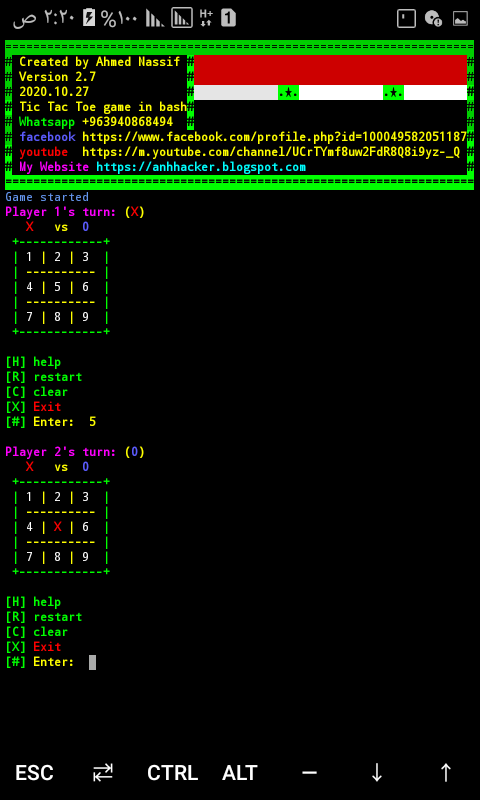 ٢:٢٠ ص %١٠٠ H+ 1
Created by Ahmed Nassif
Version 2.7
2020.10.27
Tic Tac Toe game in bash
Whatsapp +963940868494
facebook https://www.facebook.com/profile.php?id=100049582051187
youtube https://m.youtube.com/channel/UCrTYmf8uw2FdR8Q8i9yz-_Q
My Website https://anhhacker.blogspot.com
Game started
Player 1's turn: (X)
X vs 0
+------------+
| 1 | 2 | 3 |
| ---------- |
| 4 | 5 | 6 |
| ---------- |
| 7 | 8 | 9 |
+------------+
[H] help
[R] restart
[C] clear
[X] Exit
[#] Enter: 5
Player 2's turn: (0)
X vs 0
+------------+
| 1 | 2 | 3 |
| ---------- |
| 4 | X | 6 |
| ---------- |
| 7 | 8 | 9 |
+------------+
[H] help
[R] restart
[C] clear
[X] Exit
[#] Enter:
ESC ⇄ CTRL ALT — ↓ ↑